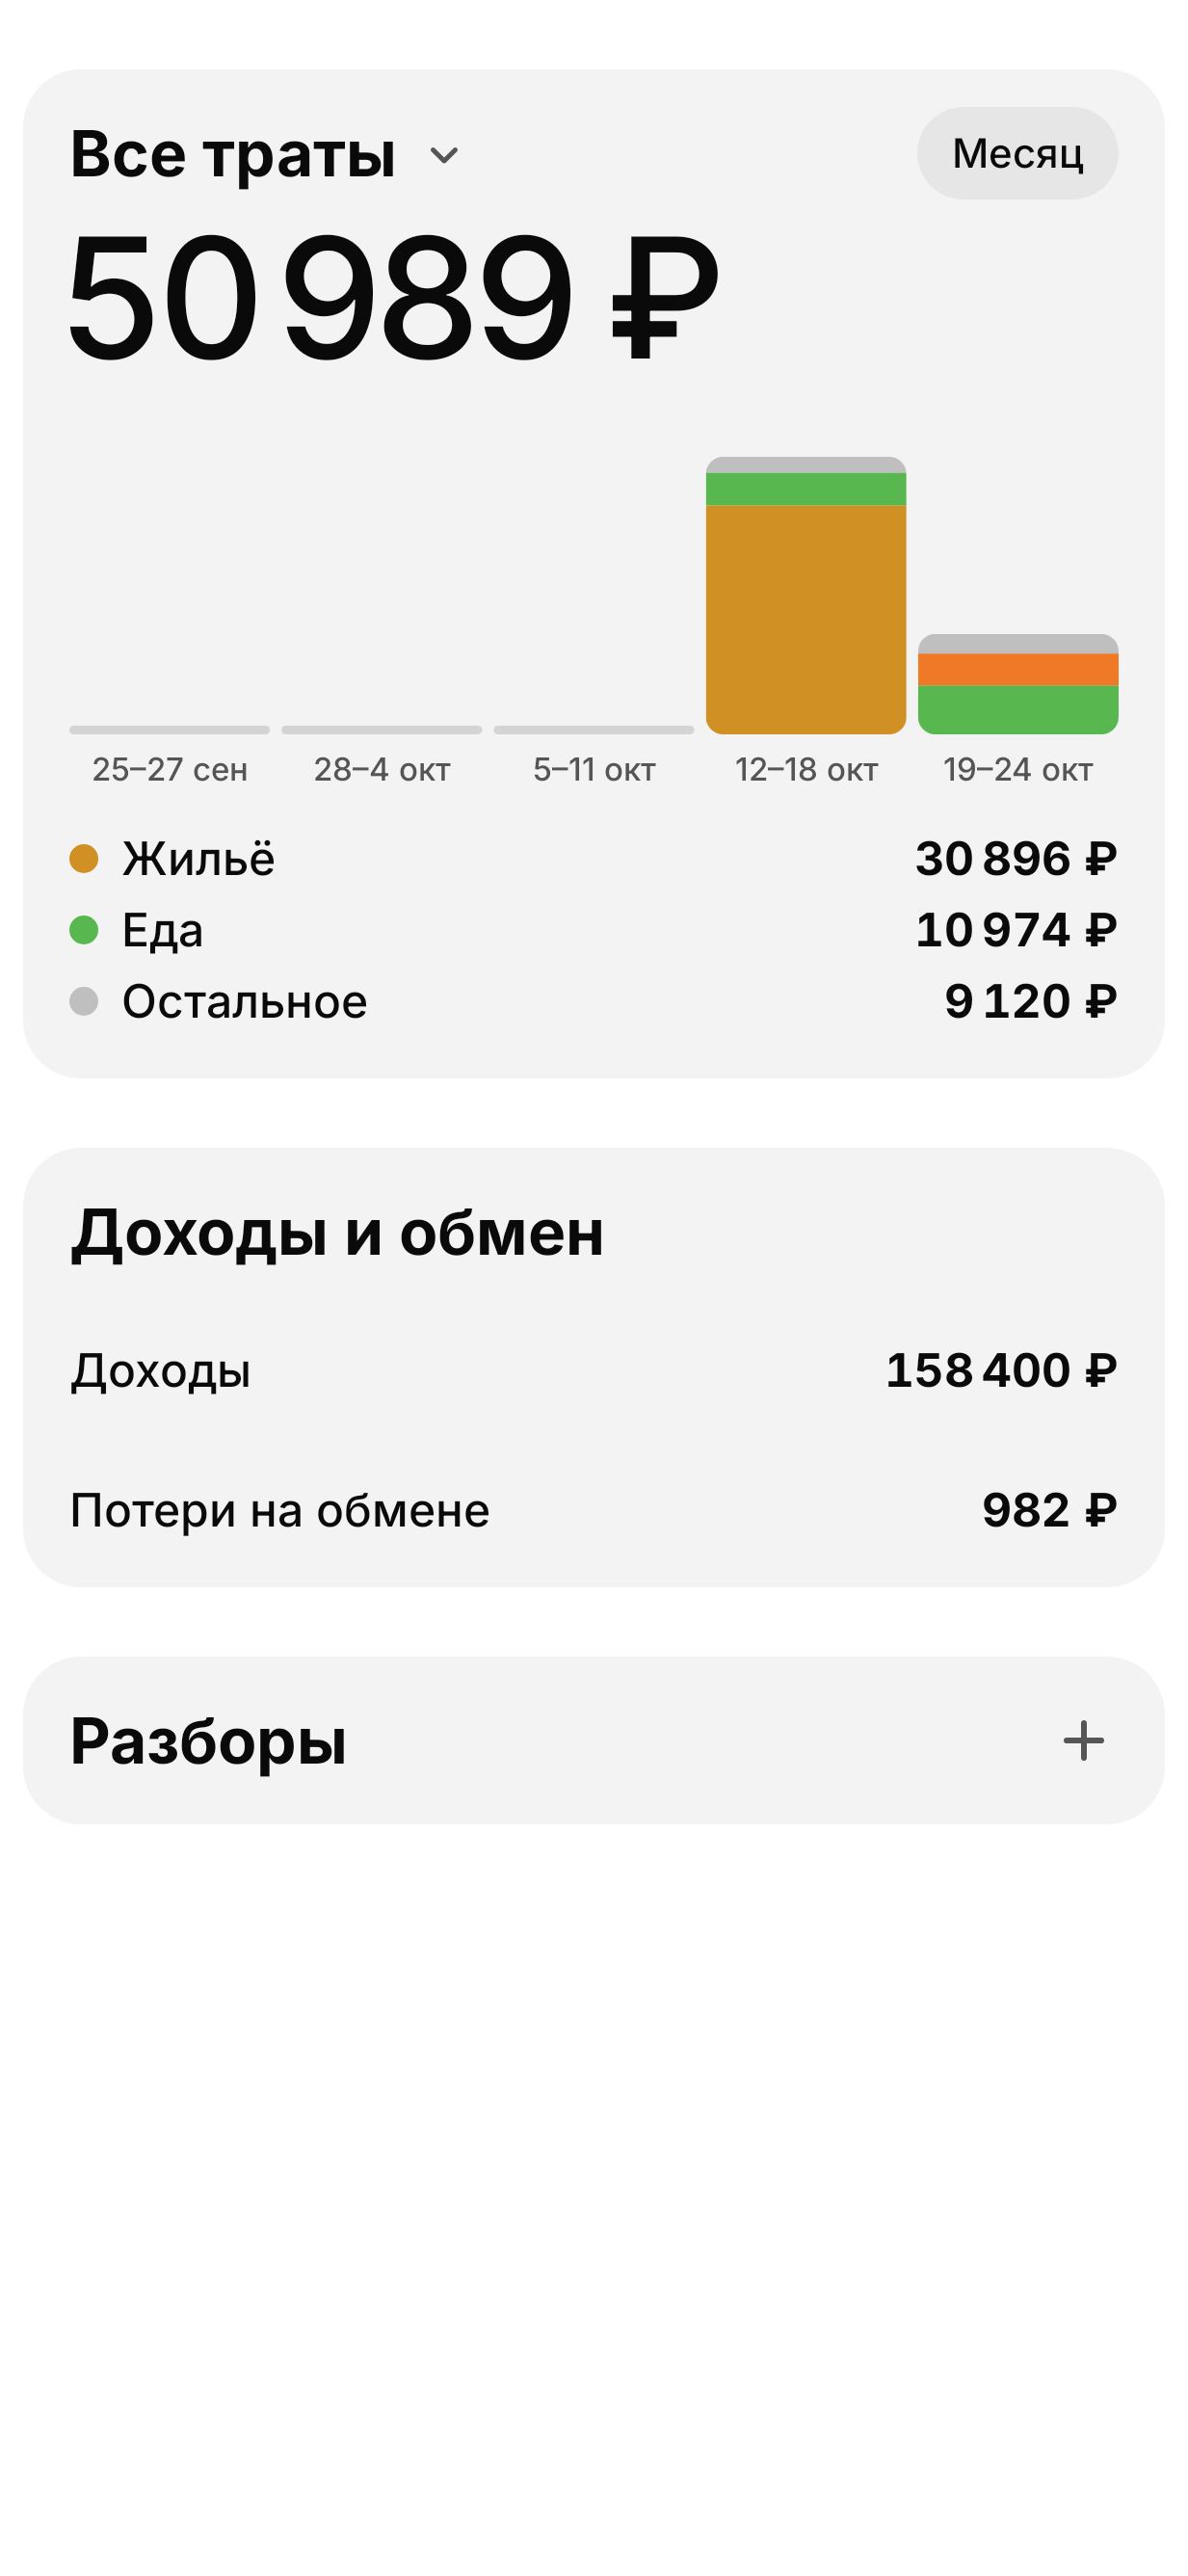 Все траты
Месяц
50 989 ₽
25–27 сен 28–4 окт 5–11 окт 12–18 окт 19–24 окт
Жильё 30 896 ₽
Еда 10 974 ₽
Остальное 9 120 ₽
Доходы и обмен
Доходы 158 400 ₽
Потери на обмене 982 ₽
Разборы